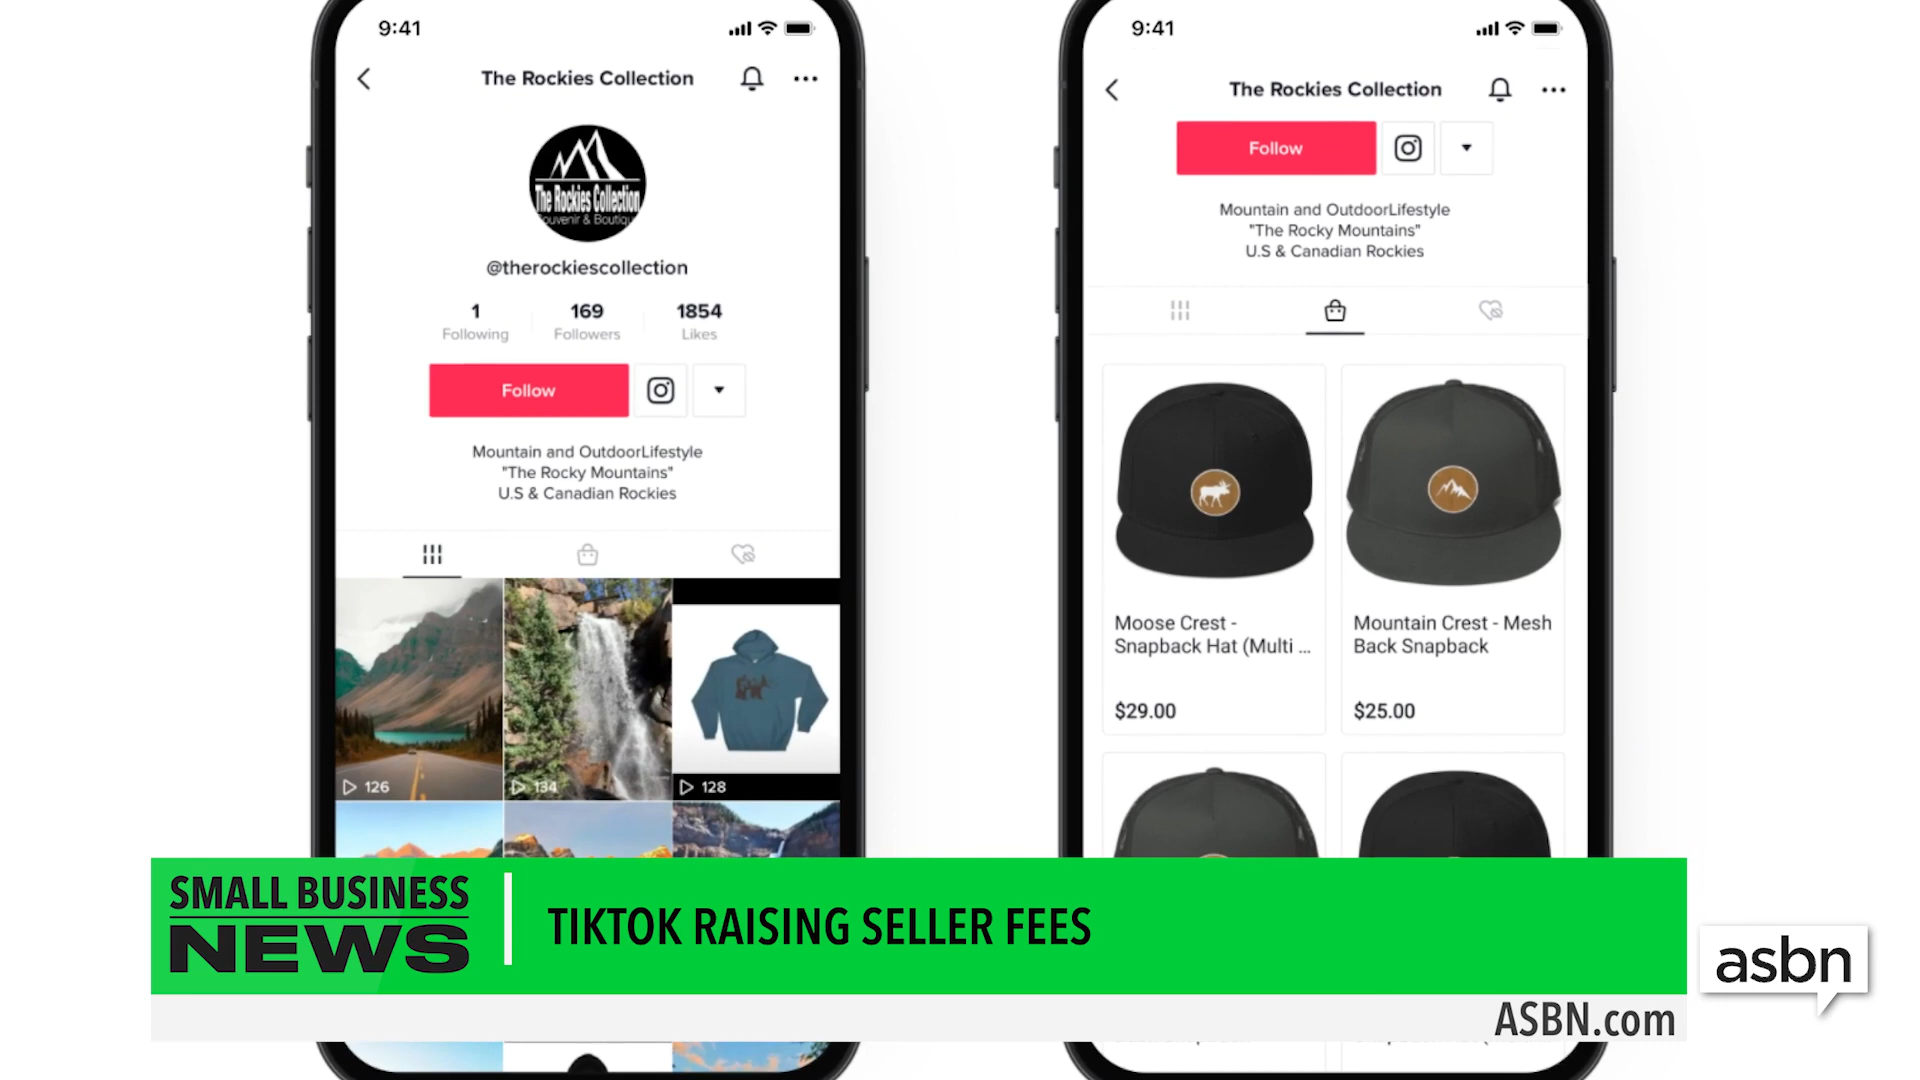 9:41
The Rockies Collection
The Rockies Collection
Souvenir & Boutique
@therockiescollection
1
Following
169
Followers
1854
Likes
Follow
Mountain and OutdoorLifestyle
"The Rocky Mountains"
U.S & Canadian Rockies
126
134
128
9:41
The Rockies Collection
Follow
Mountain and OutdoorLifestyle
"The Rocky Mountains"
U.S & Canadian Rockies
Moose Crest -
Snapback Hat (Multi ...
$29.00
Mountain Crest - Mesh
Back Snapback
$25.00
SMALL BUSINESS
NEWS
TIKTOK RAISING SELLER FEES
asbn
ASBN.com